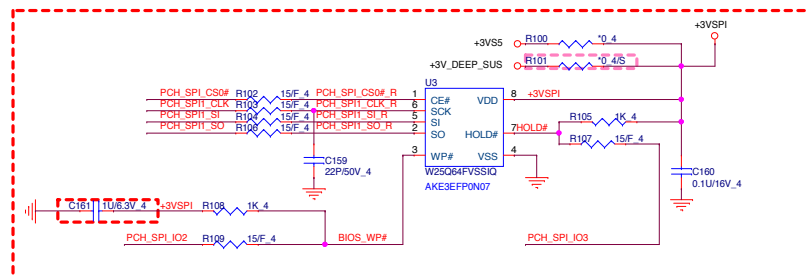 +3VSPI
+3VS5 R100 *0_4
+3V_DEEP_SUS R101 *0_4/S
U3
PCH_SPI_CS0# R102 15/F_4 PCH_SPI_CS0#_R 1 CE# VDD 8 +3VSPI
PCH_SPI1_CLK R103 15/F_4 PCH_SPI1_CLK_R 6 SCK
PCH_SPI1_SI R104 15/F_4 PCH_SPI1_SI_R 5 SI
R105 1K_4
PCH_SPI1_SO R106 15/F_4 PCH_SPI1_SO_R 2 SO HOLD# 7 HOLD#
R107 15/F_4
3 WP# VSS 4
C159
22P/50V_4
W25Q64FVSSIQ
AKE3EFP0N07
C160
0.1U/16V_4
C161 1U/6.3V_4 +3VSPI R108 1K_4
PCH_SPI_IO2 R109 15/F_4 BIOS_WP# PCH_SPI_IO3